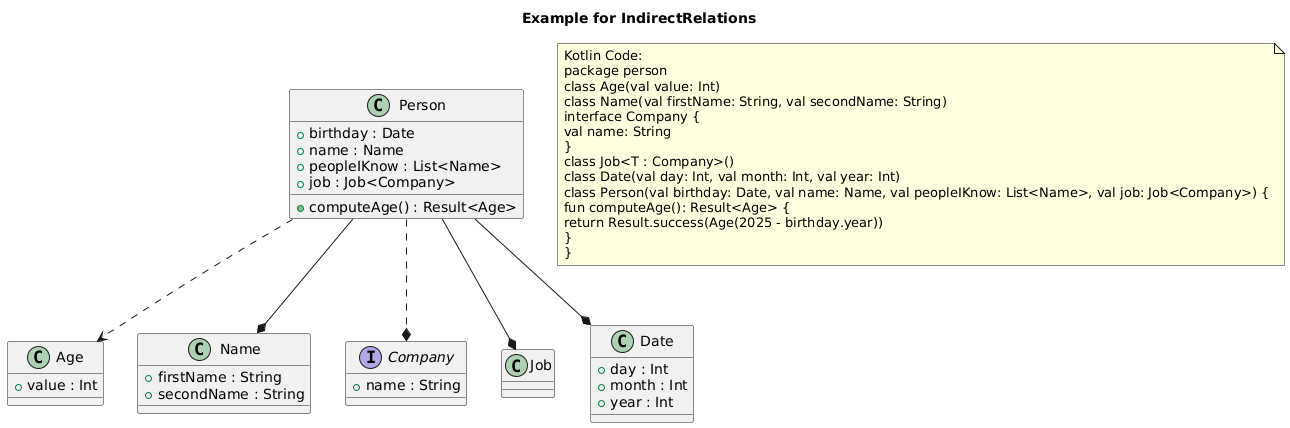 Example for IndirectRelations
Kotlin Code:
package person
class Age(val value: Int)
class Name(val firstName: String, val secondName: String)
interface Company {
val name: String
}
class Job<T : Company>()
class Date(val day: Int, val month: Int, val year: Int)
class Person(val birthday: Date, val name: Name, val peopleIKnow: List<Name>, val job: Job<Company>) {
fun computeAge(): Result<Age> {
return Result.success(Age(2025 - birthday.year))
}
}
C Person
birthday : Date
name : Name
peopleIKnow : List<Name>
job : Job<Company>
computeAge() : Result<Age>
C Age
value : Int
C Name
firstName : String
secondName : String
I Company
name : String
C Job
C Date
day : Int
month : Int
year : Int